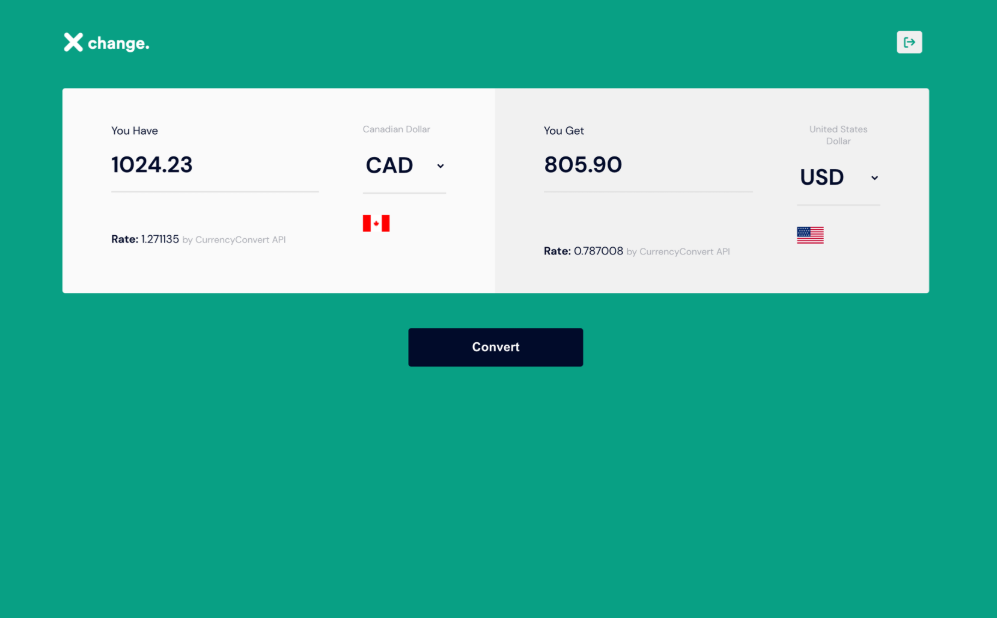 X change.
You Have
Canadian Dollar
1024.23
CAD
Rate: 1.271135 by CurrencyConvert API
You Get
United States
Dollar
805.90
USD
Rate: 0.787008 by CurrencyConvert API
Convert